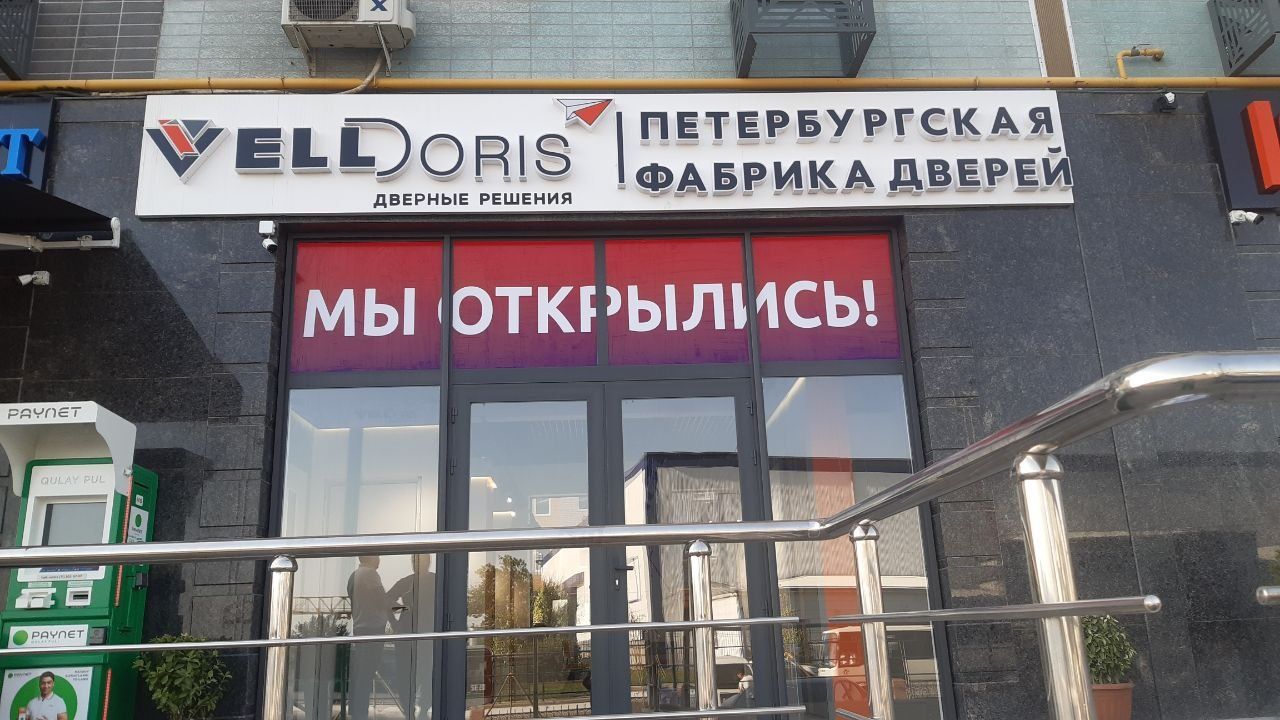 VELLDORIS
ДВЕРНЫЕ РЕШЕНИЯ
ПЕТЕРБУРГСКАЯ
ФАБРИКА ДВЕРЕЙ
МЫ ОТКРЫЛИСЬ!
PAYNET
QULAY PUL
PAYNET